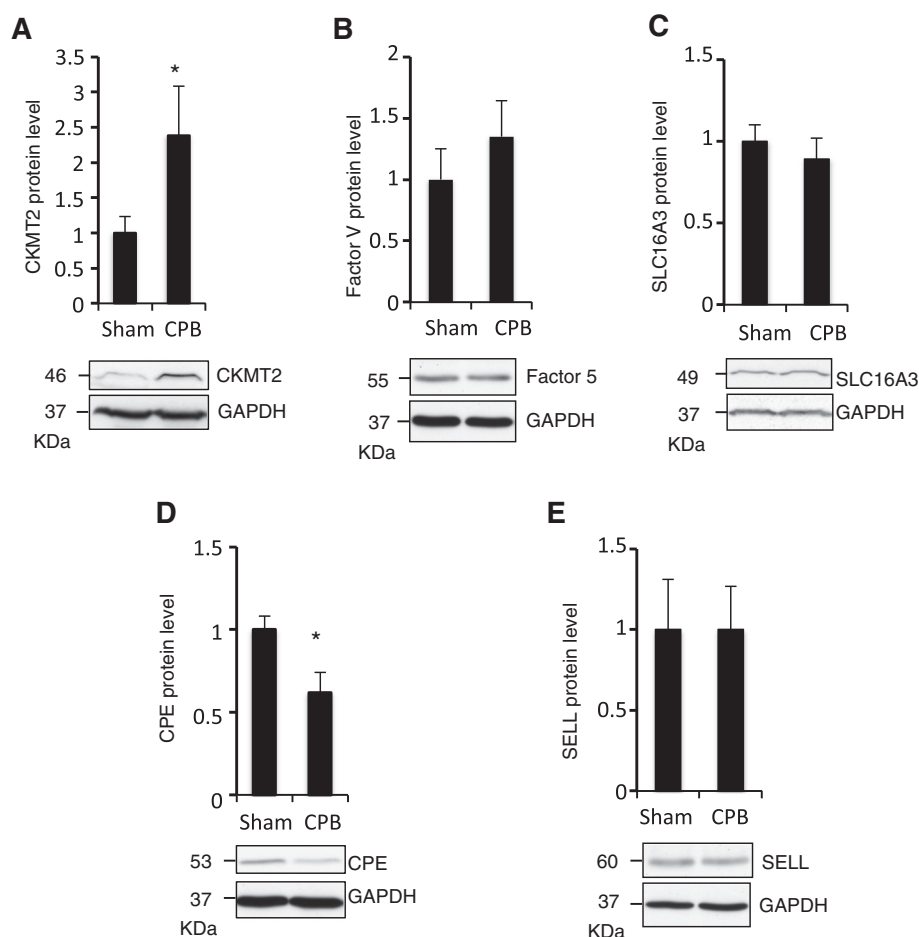 A
CKMT2 protein level
3.5
3
2.5
2
1.5
1
0.5
0
*
Sham CPB
46 CKMT2
37 GAPDH
KDa
B
Factor V protein level
2
1.5
1
0.5
0
Sham CPB
55 Factor 5
37 GAPDH
KDa
C
SLC16A3 protein level
1.5
1
0.5
0
Sham CPB
49 SLC16A3
37 GAPDH
KDa
D
CPE protein level
1.5
1
0.5
0
*
Sham CPB
53 CPE
37 GAPDH
KDa
E
SELL protein level
1.5
1
0.5
0
Sham CPB
60 SELL
37 GAPDH
KDa